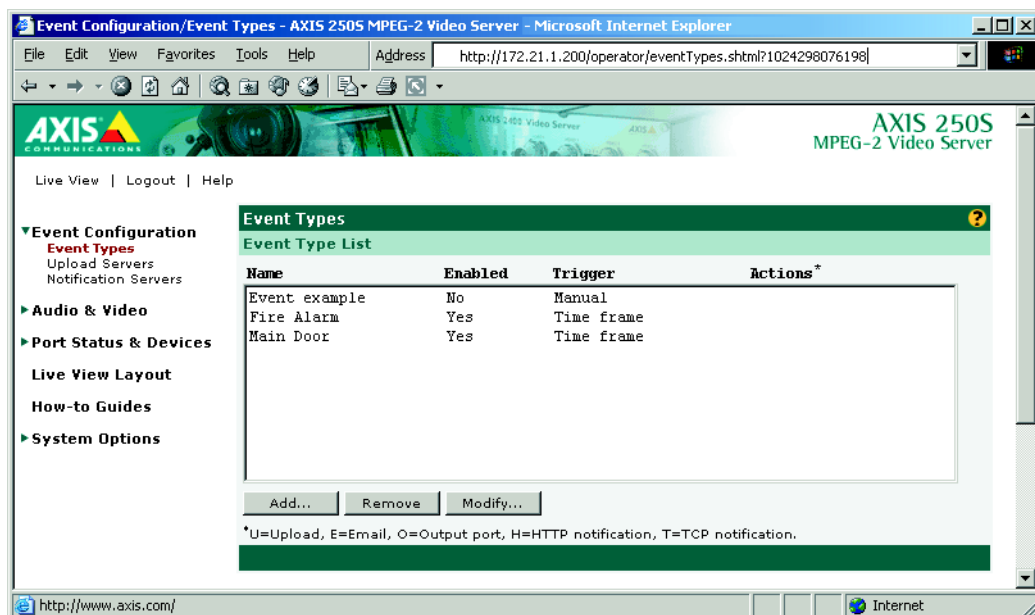 Event Configuration/Event Types - AXIS 250S MPEG-2 Video Server - Microsoft Internet Explorer
File Edit View Favorites Tools Help Address http://172.21.1.200/operator/eventTypes.shtml?1024298076198
AXIS COMMUNICATIONS
AXIS 2400 Video Server
AXIS
AXIS 250S
MPEG-2 Video Server
Live View | Logout | Help
Event Configuration
Event Types
Upload Servers
Notification Servers
Audio & Video
Port Status & Devices
Live View Layout
How-to Guides
System Options
Event Types ?
Event Type List
Name Enabled Trigger Actions*
Event example No Manual
Fire Alarm Yes Time frame
Main Door Yes Time frame
Add... Remove Modify...
*U=Upload, E=Email, O=Output port, H=HTTP notification, T=TCP notification.
http://www.axis.com/ Internet